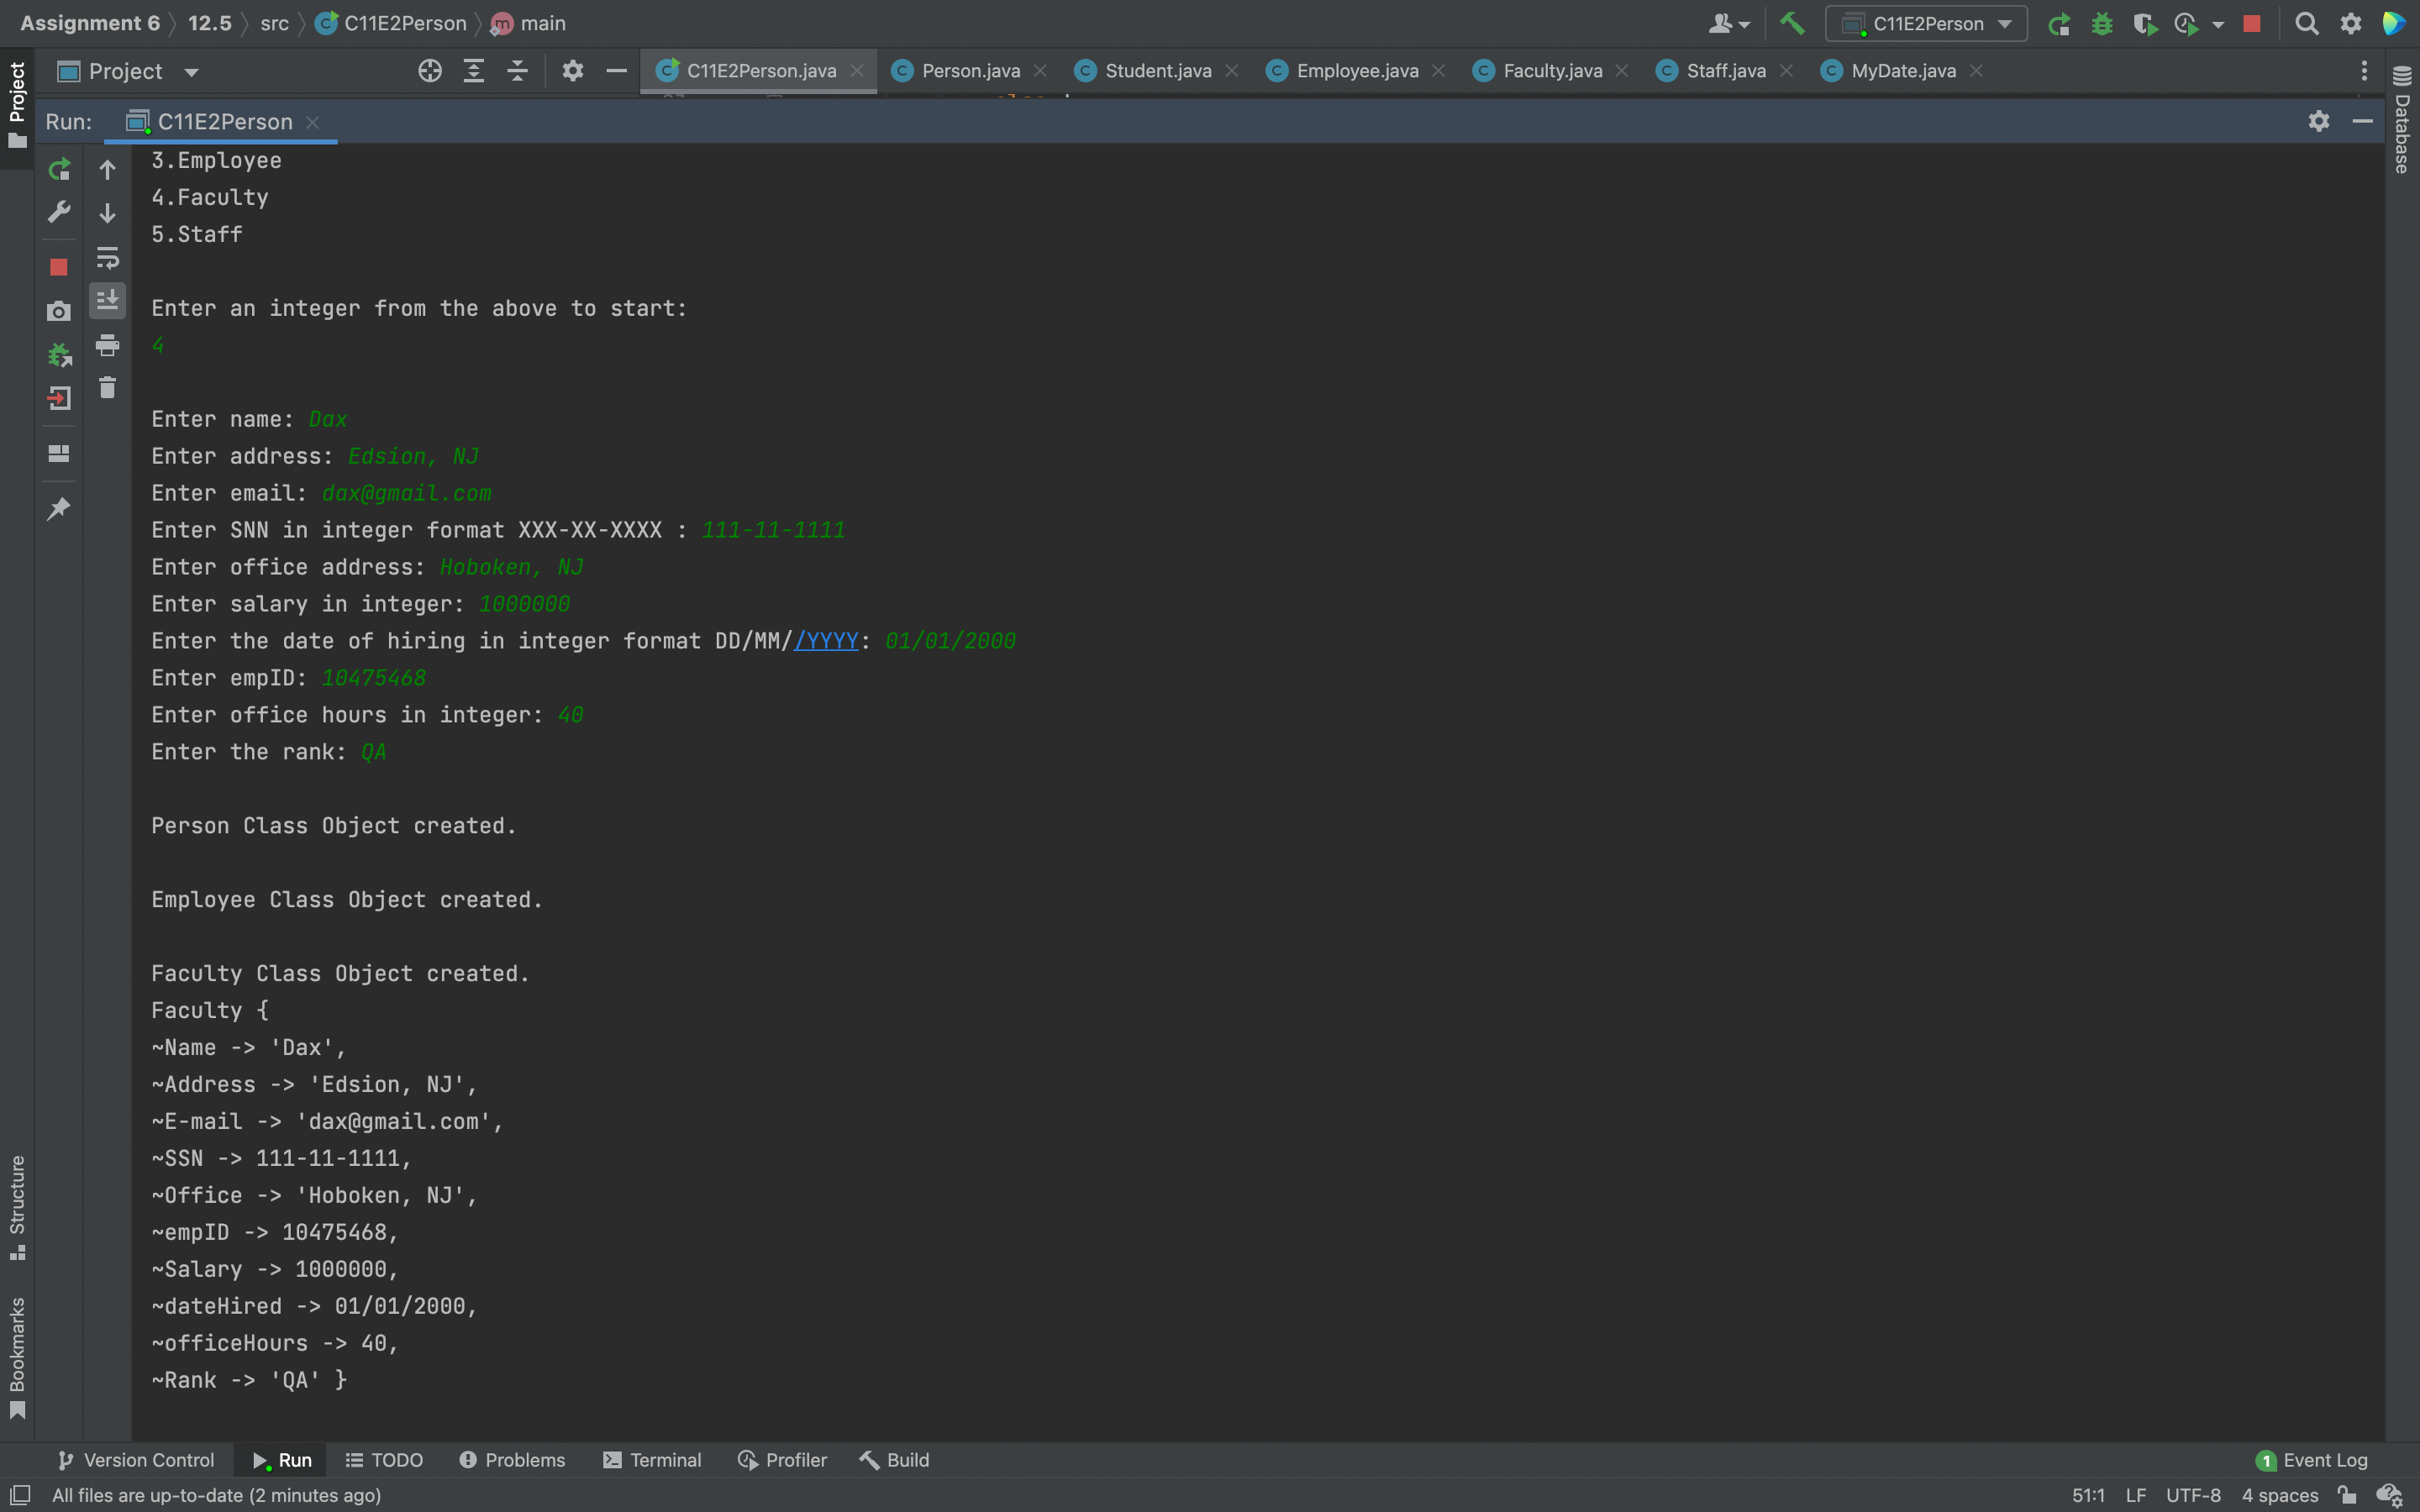 Assignment 6 12.5 src C11E2Person main C11E2Person
Project C11E2Person.java Person.java Student.java Employee.java Faculty.java Staff.java MyDate.java
Run: C11E2Person
Project
Database
3.Employee
4.Faculty
5.Staff
Enter an integer from the above to start:
4
Enter name: Dax
Enter address: Edsion, NJ
Enter email: dax@gmail.com
Enter SNN in integer format XXX-XX-XXXX : 111-11-1111
Enter office address: Hoboken, NJ
Enter salary in integer: 1000000
Enter the date of hiring in integer format DD/MM//YYYY: 01/01/2000
Enter empID: 10475468
Enter office hours in integer: 40
Enter the rank: QA
Person Class Object created.
Employee Class Object created.
Faculty Class Object created.
Faculty {
~Name -> 'Dax',
~Address -> 'Edsion, NJ',
~E-mail -> 'dax@gmail.com',
~SSN -> 111-11-1111,
~Office -> 'Hoboken, NJ',
~empID -> 10475468,
~Salary -> 1000000,
~dateHired -> 01/01/2000,
~officeHours -> 40,
~Rank -> 'QA' }
Structure
Bookmarks
Version Control Run TODO Problems Terminal Profiler Build 1 Event Log
All files are up-to-date (2 minutes ago) 51:1 LF UTF-8 4 spaces